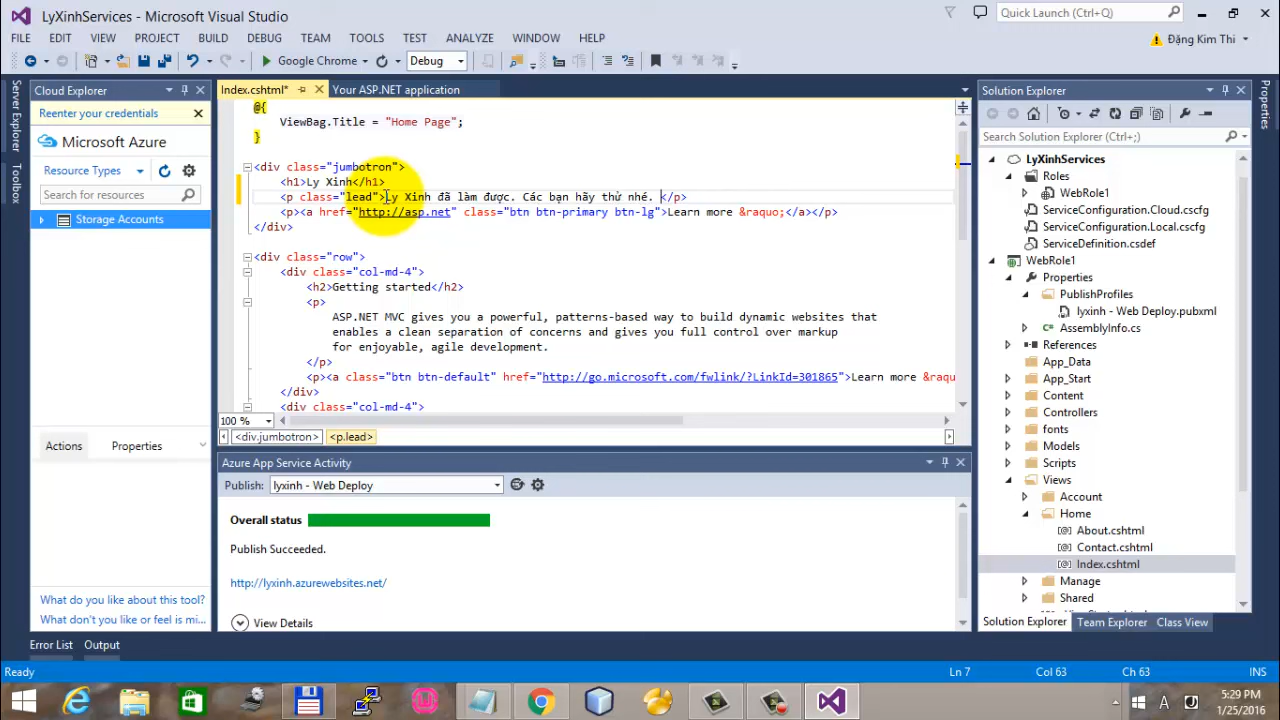 LyXinhServices - Microsoft Visual Studio
Quick Launch (Ctrl+Q)
FILE EDIT VIEW PROJECT BUILD DEBUG TEAM TOOLS TEST ANALYZE WINDOW HELP
Đặng Kim Thi
Google Chrome
Debug
Server Explorer
Toolbox
Cloud Explorer
Reenter your credentials
Microsoft Azure
Resource Types
Search for resources
Storage Accounts
Actions Properties
What do you like about this tool?
What don't you like or feel is mi...
Index.cshtml*
Your ASP.NET application
@{
ViewBag.Title = "Home Page";
}
<div class="jumbotron">
<h1>Ly Xinh</h1>
<p class="lead">Ly Xinh đã làm được. Các bạn hãy thử nhé. </p>
<p><a href="http://asp.net" class="btn btn-primary btn-lg">Learn more &raquo;</a></p>
</div>
<div class="row">
<div class="col-md-4">
<h2>Getting started</h2>
<p>
ASP.NET MVC gives you a powerful, patterns-based way to build dynamic websites that
enables a clean separation of concerns and gives you full control over markup
for enjoyable, agile development.
</p>
<p><a class="btn btn-default" href="http://go.microsoft.com/fwlink/?LinkId=301865">Learn more &raqu
</div>
<div class="col-md-4">
100 %
<div.jumbotron> <p.lead>
Azure App Service Activity
Publish: lyxinh - Web Deploy
Overall status
Publish Succeeded.
http://lyxinh.azurewebsites.net/
View Details
Solution Explorer
Search Solution Explorer (Ctrl+;)
LyXinhServices
Roles
WebRole1
ServiceConfiguration.Cloud.cscfg
ServiceConfiguration.Local.cscfg
ServiceDefinition.csdef
WebRole1
Properties
PublishProfiles
lyxinh - Web Deploy.pubxml
AssemblyInfo.cs
References
App_Data
App_Start
Content
Controllers
fonts
Models
Scripts
Views
Account
Home
About.cshtml
Contact.cshtml
Index.cshtml
Manage
Shared
Solution Explorer Team Explorer Class View
Properties
Error List Output
Ready
Ln 7 Col 63 Ch 63 INS
5:29 PM
1/25/2016